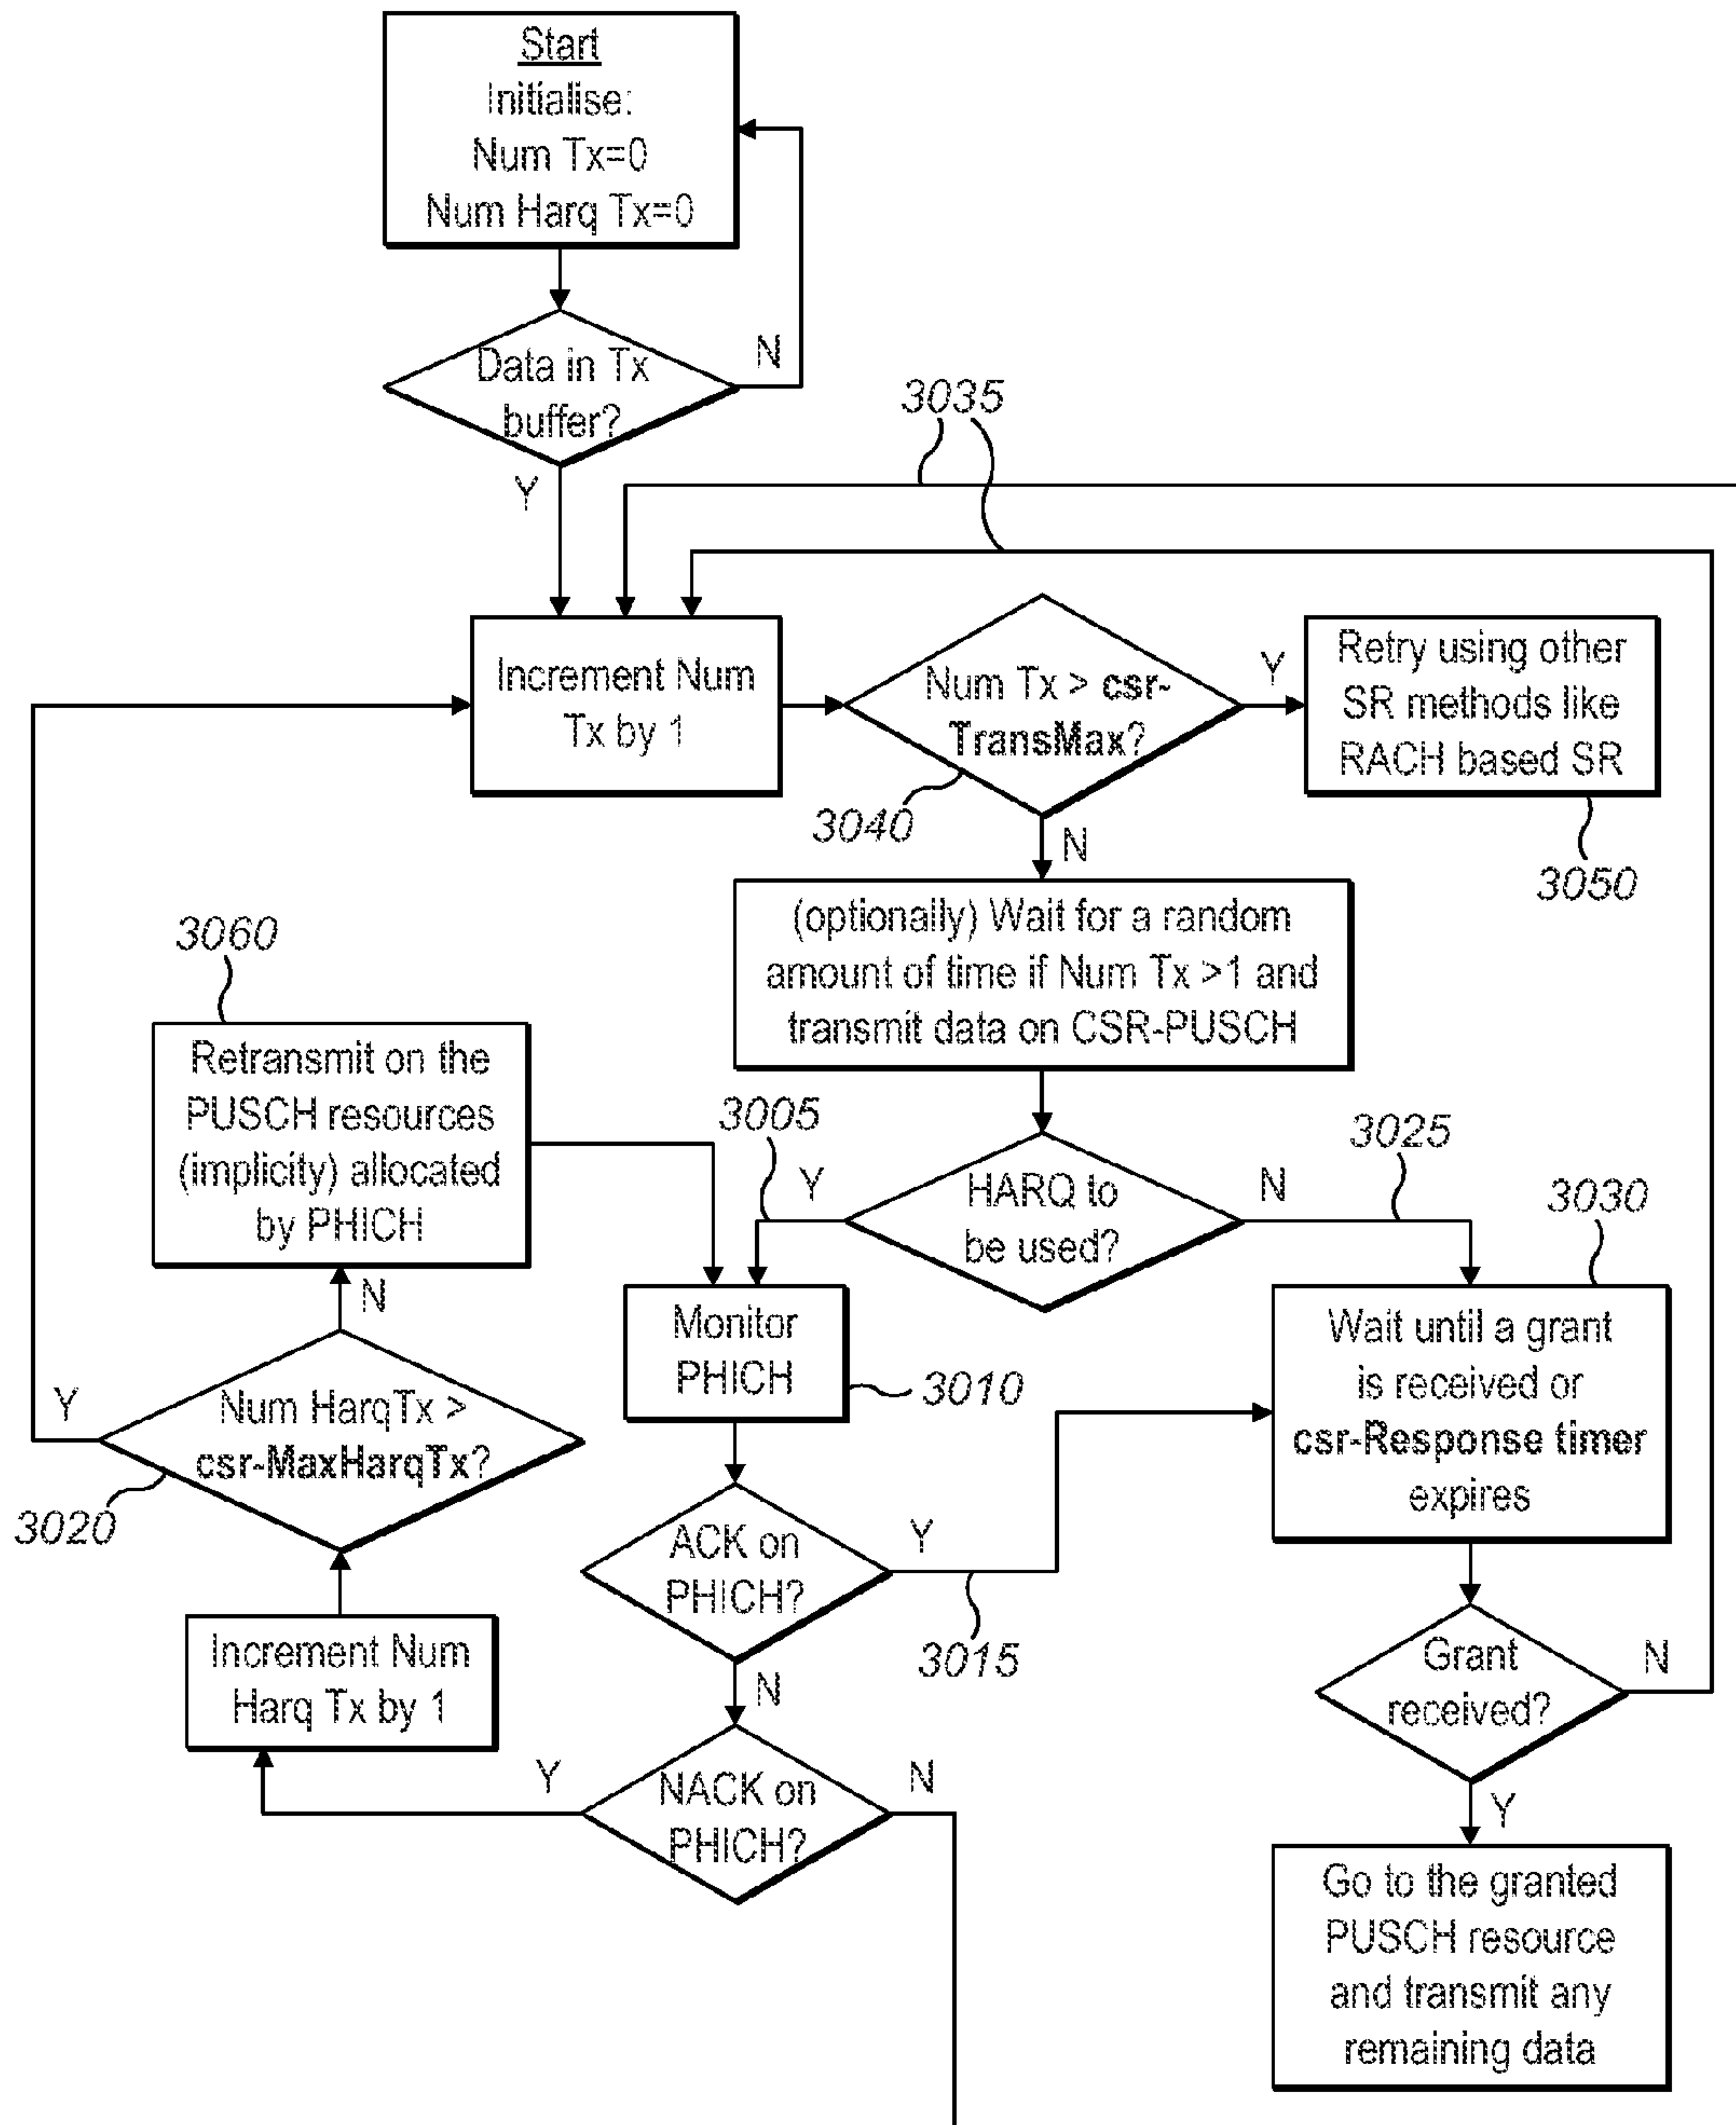 Start
Initialise:
Num Tx=0
Num Harq Tx=0
Data in Tx
buffer?
N
Y
3035
Increment Num
Tx by 1
Num Tx > csr-
TransMax?
Y
3040
N
Retry using other
SR methods like
RACH based SR
3050
(optionally) Wait for a random
amount of time if Num Tx >1 and
transmit data on CSR-PUSCH
3060
Retransmit on the
PUSCH resources
(implicity) allocated
by PHICH
3005
Y
HARQ to
be used?
N
3025
3030
Monitor
PHICH
3010
Wait until a grant
is received or
csr-Response timer
expires
N
Y
Num HarqTx >
csr-MaxHarqTx?
3020
ACK on
PHICH?
Y
3015
N
Increment Num
Harq Tx by 1
Grant
received?
N
Y
Y
NACK on
PHICH?
N
Go to the granted
PUSCH resource
and transmit any
remaining data